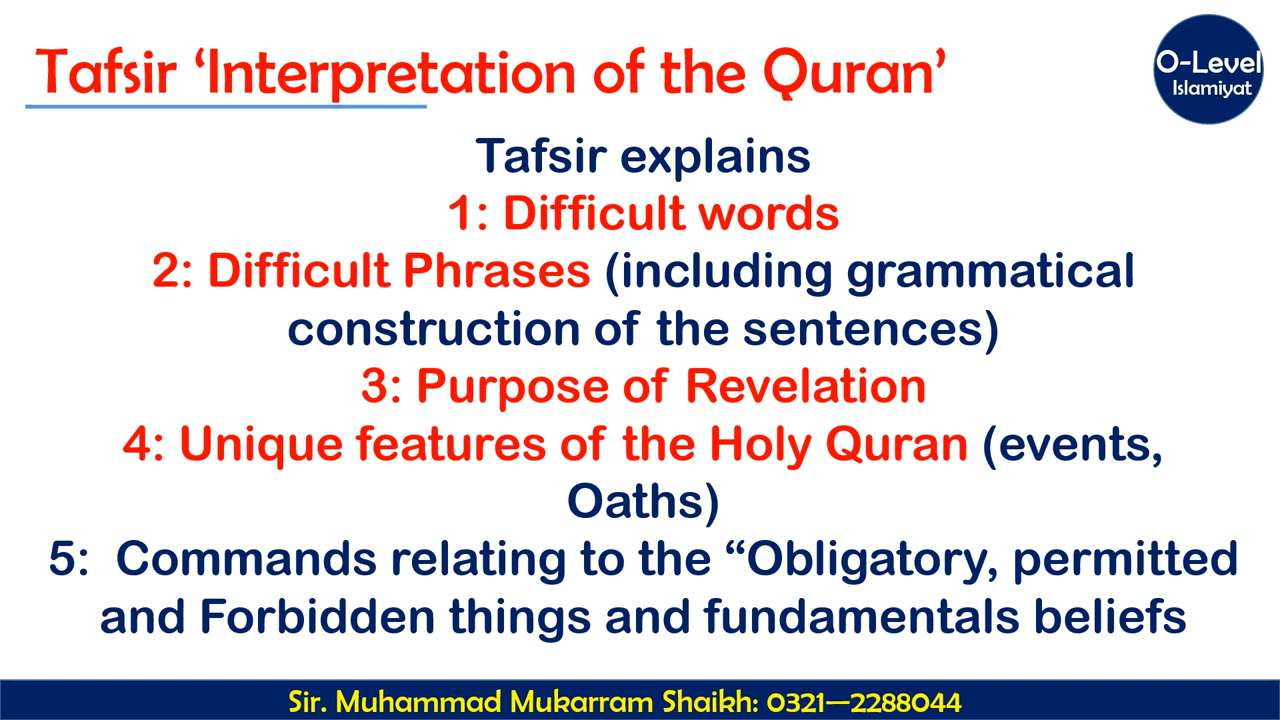 Tafsir ‘Interpretation of the Quran’
O-Level
Islamiyat
Tafsir explains
1: Difficult words
2: Difficult Phrases (including grammatical
construction of the sentences)
3: Purpose of Revelation
4: Unique features of the Holy Quran (events,
Oaths)
5:  Commands relating to the “Obligatory, permitted
and Forbidden things and fundamentals beliefs
Sir. Muhammad Mukarram Shaikh: 0321—2288044